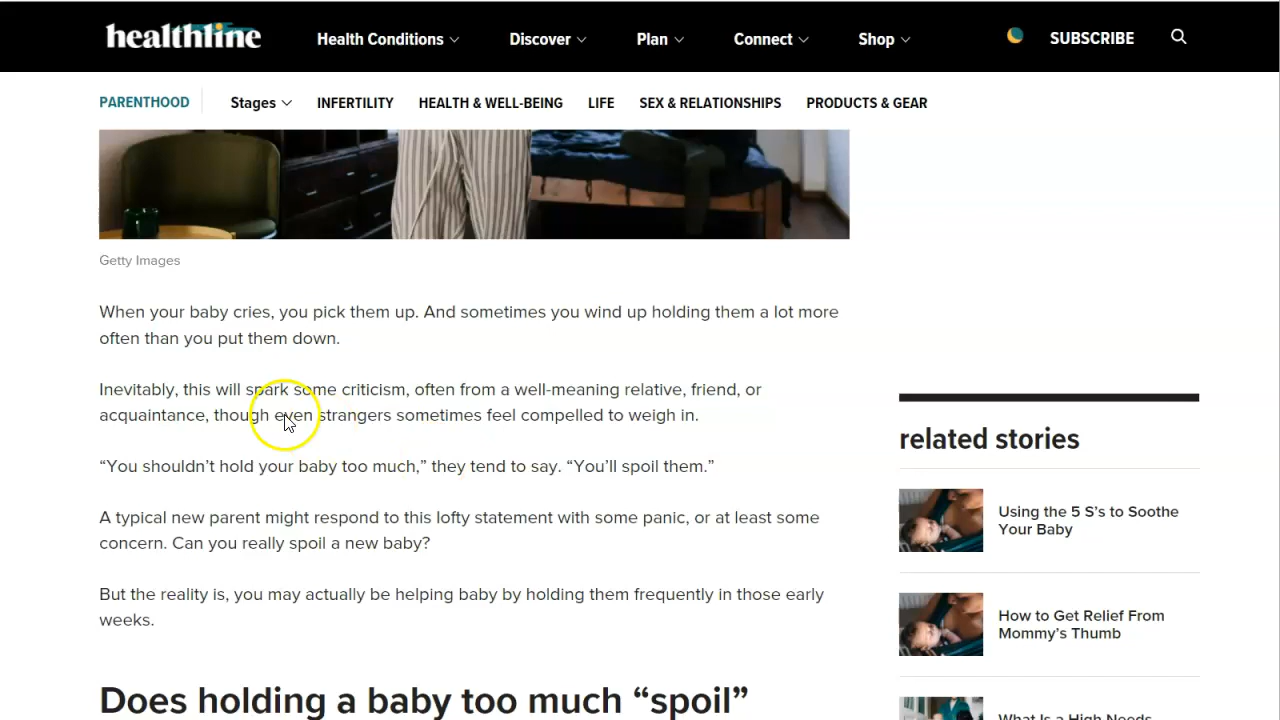 healthline
Health Conditions Discover Plan Connect Shop SUBSCRIBE
PARENTHOOD Stages INFERTILITY HEALTH & WELL-BEING LIFE SEX & RELATIONSHIPS PRODUCTS & GEAR
Getty Images
When your baby cries, you pick them up. And sometimes you wind up holding them a lot more
often than you put them down.
Inevitably, this will spark some criticism, often from a well-meaning relative, friend, or
acquaintance, though even strangers sometimes feel compelled to weigh in.
“You shouldn’t hold your baby too much,” they tend to say. “You’ll spoil them.”
A typical new parent might respond to this lofty statement with some panic, or at least some
concern. Can you really spoil a new baby?
But the reality is, you may actually be helping baby by holding them frequently in those early
weeks.
Does holding a baby too much “spoil”
related stories
Using the 5 S’s to Soothe
Your Baby
How to Get Relief From
Mommy’s Thumb
What Is a High Needs